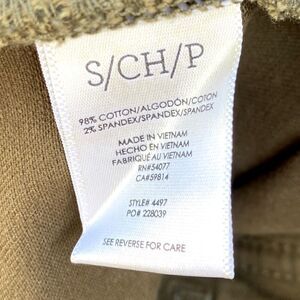 S/CH/P
98% COTTON/ALGODÓN/COTON
2% SPANDEX/SPANDEX/SPANDEX
MADE IN VIETNAM
HECHO EN VIETNAM
FABRIQUÉ AU VIETNAM
RN#54077
CA#59814
STYLE# 4497
PO# 228039
SEE REVERSE FOR CARE